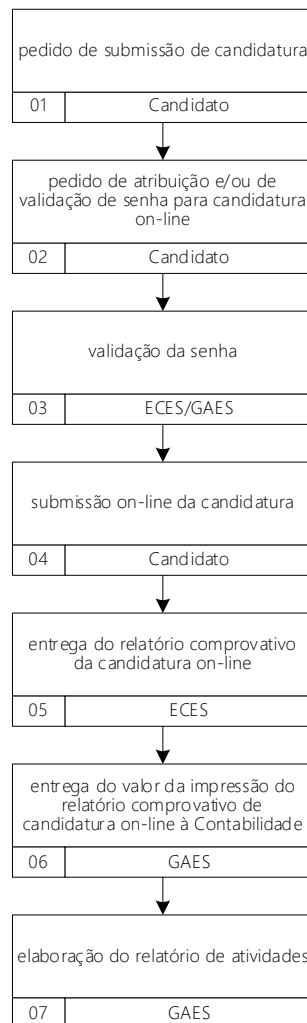 pedido de submissão de candidatura
01 Candidato
pedido de atribuição e/ou de
validação de senha para candidatura
on-line
02 Candidato
validação da senha
03 ECES/GAES
submissão on-line da candidatura
04 Candidato
entrega do relatório comprovativo
da candidatura on-line
05 ECES
entrega do valor da impressão do
relatório comprovativo de
candidatura on-line à Contabilidade
06 GAES
elaboração do relatório de atividades
07 GAES